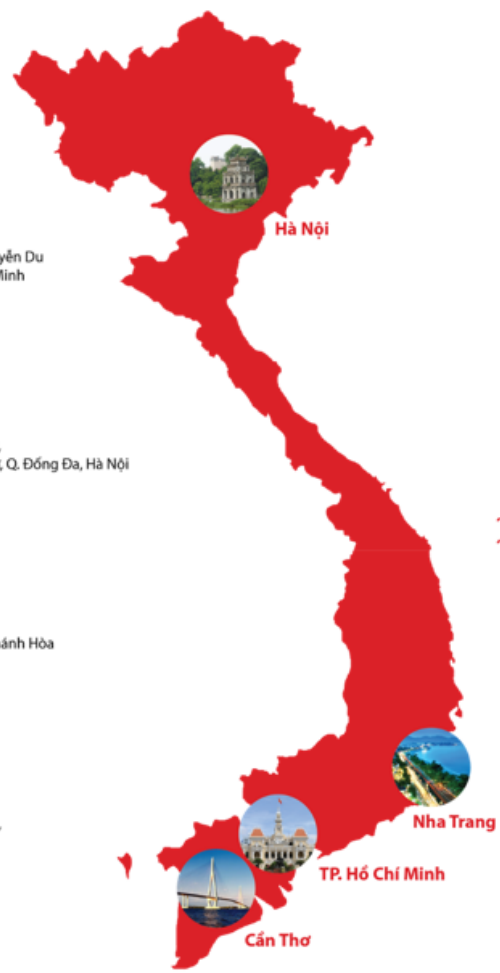 Hà Nội
yễn Du
Minh
, Q. Đống Đa, Hà Nội
ánh Hòa
Nha Trang
TP. Hồ Chí Minh
Cần Thơ